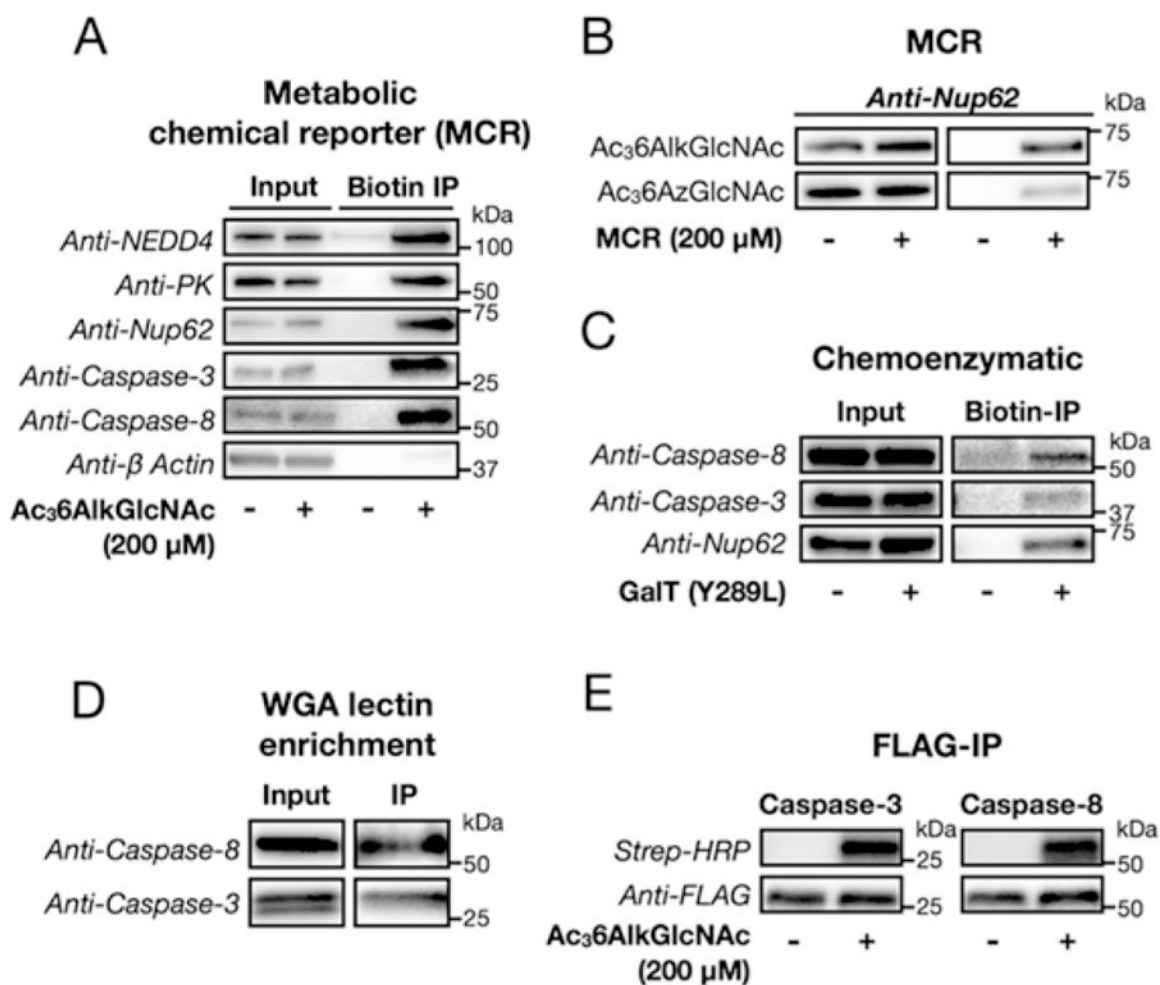 A
Metabolic
chemical reporter (MCR)
Input Biotin IP
kDa
Anti-NEDD4
100
Anti-PK
50
75
Anti-Nup62
Anti-Caspase-3
25
Anti-Caspase-8
50
Anti-β Actin
37
Ac₃6AlkGlcNAc - + - +
(200 μM)
B
MCR
Anti-Nup62
kDa
75
Ac₃6AlkGlcNAc
75
Ac₃6AzGlcNAc
MCR (200 μM) - + - +
C
Chemoenzymatic
Input Biotin-IP
kDa
Anti-Caspase-8
50
Anti-Caspase-3
37
75
Anti-Nup62
GalT (Y289L) - + - +
D
WGA lectin
enrichment
Input IP
kDa
Anti-Caspase-8
50
Anti-Caspase-3
25
E
FLAG-IP
Caspase-3 Caspase-8
kDa kDa
Strep-HRP 25 50
Anti-FLAG 25 50
Ac₃6AlkGlcNAc - + - +
(200 μM)